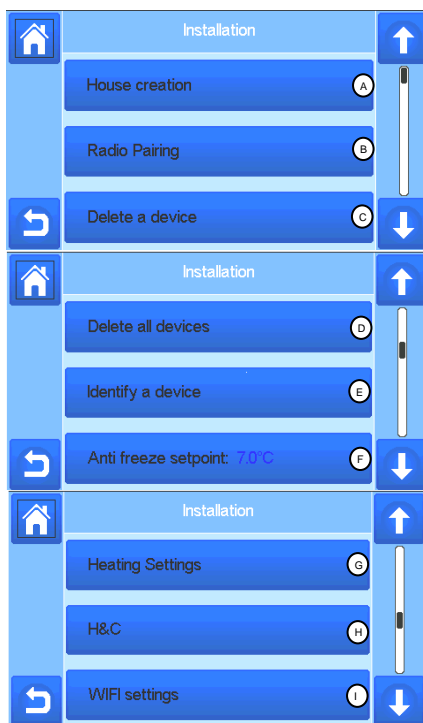 Installation
House creation A
Radio Pairing B
Delete a device C
Installation
Delete all devices D
Identify a device E
Anti freeze setpoint: 7.0°C F
Installation
Heating Settings G
H&C H
WIFI settings I